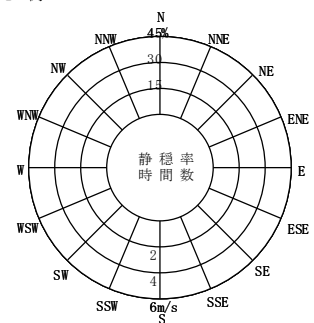 N
45%
NNW NNE
30
NW NE
15
WNW ENE
静穏率
W E
時間数
WSW ESE
2
SW SE
4
SSW SSE
6m/s
S